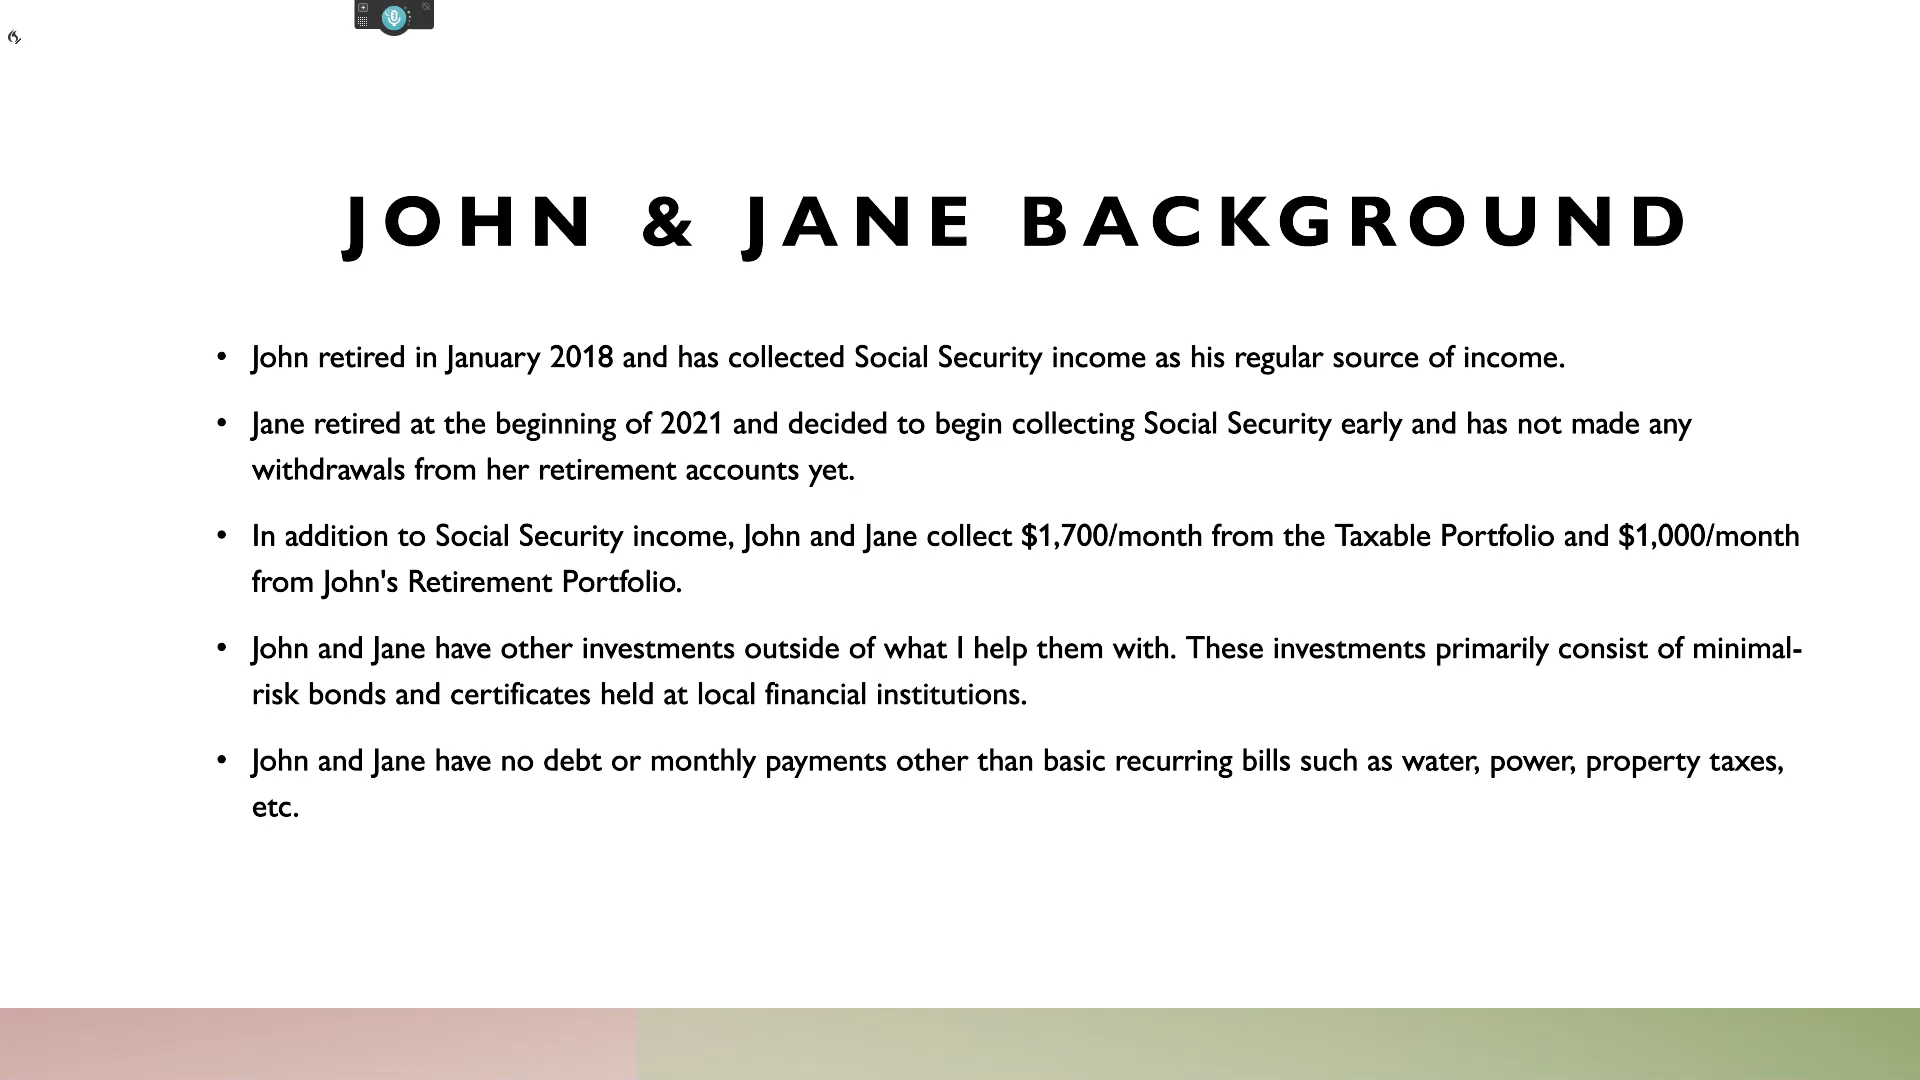 JOHN & JANE BACKGROUND
• John retired in January 2018 and has collected Social Security income as his regular source of income.
• Jane retired at the beginning of 2021 and decided to begin collecting Social Security early and has not made any
withdrawals from her retirement accounts yet.
• In addition to Social Security income, John and Jane collect $1,700/month from the Taxable Portfolio and $1,000/month
from John's Retirement Portfolio.
• John and Jane have other investments outside of what I help them with. These investments primarily consist of minimal-
risk bonds and certificates held at local financial institutions.
• John and Jane have no debt or monthly payments other than basic recurring bills such as water, power, property taxes,
etc.